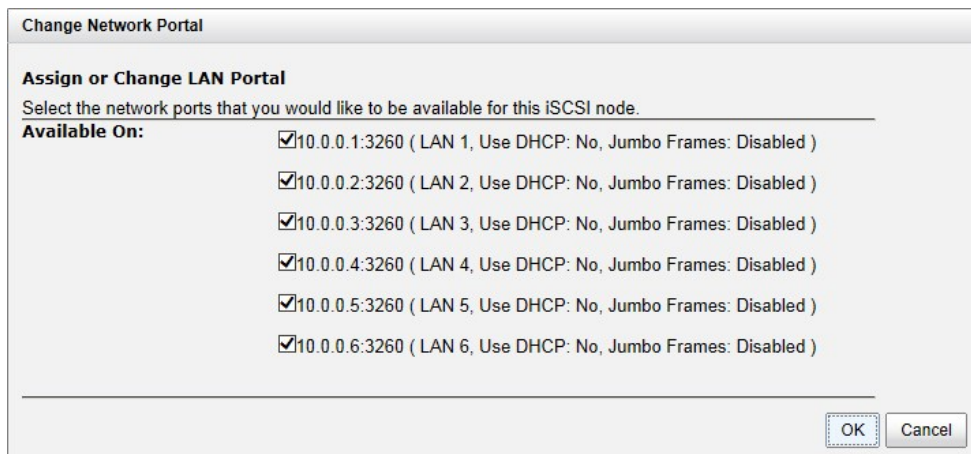 Change Network Portal
Assign or Change LAN Portal
Select the network ports that you would like to be available for this iSCSI node.
Available On:
10.0.0.1:3260 ( LAN 1, Use DHCP: No, Jumbo Frames: Disabled )
10.0.0.2:3260 ( LAN 2, Use DHCP: No, Jumbo Frames: Disabled )
10.0.0.3:3260 ( LAN 3, Use DHCP: No, Jumbo Frames: Disabled )
10.0.0.4:3260 ( LAN 4, Use DHCP: No, Jumbo Frames: Disabled )
10.0.0.5:3260 ( LAN 5, Use DHCP: No, Jumbo Frames: Disabled )
10.0.0.6:3260 ( LAN 6, Use DHCP: No, Jumbo Frames: Disabled )
OK Cancel